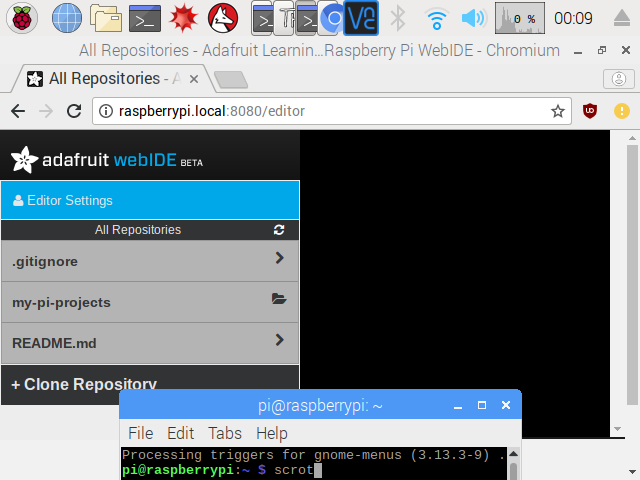 0 %
00:09
All Repositories - Adafruit Learnin...Raspberry Pi WebIDE - Chromium
All Repositories - A
raspberrypi.local:8080/editor
adafruit webIDE BETA
Editor Settings
All Repositories
.gitignore
my-pi-projects
README.md
+ Clone Repository
pi@raspberrypi: ~
File Edit Tabs Help
Processing triggers for gnome-menus (3.13.3-9) .
pi@raspberrypi:~ $ scrot